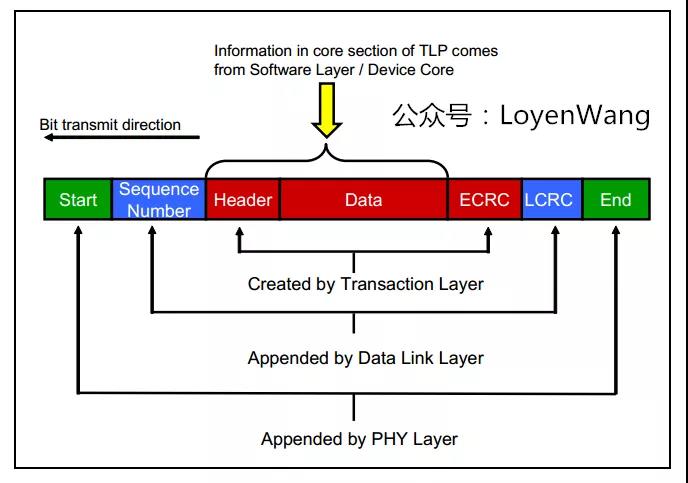 Information in core section of TLP comes
from Software Layer / Device Core
公众号：LoyenWang
Bit transmit direction
Start
Sequence
Number
Header
Data
ECRC
LCRC
End
Created by Transaction Layer
Appended by Data Link Layer
Appended by PHY Layer